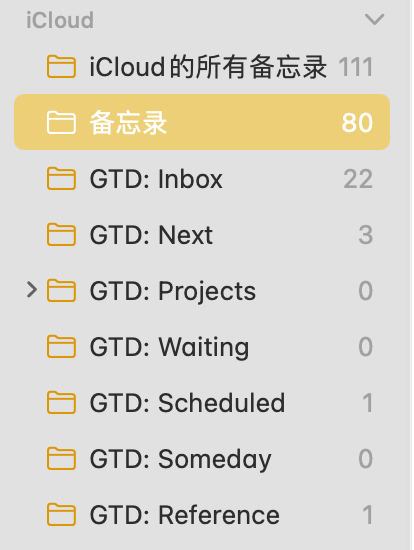 iCloud
iCloud的所有备忘录 111
备忘录 80
GTD: Inbox 22
GTD: Next 3
GTD: Projects 0
GTD: Waiting 0
GTD: Scheduled 1
GTD: Someday 0
GTD: Reference 1